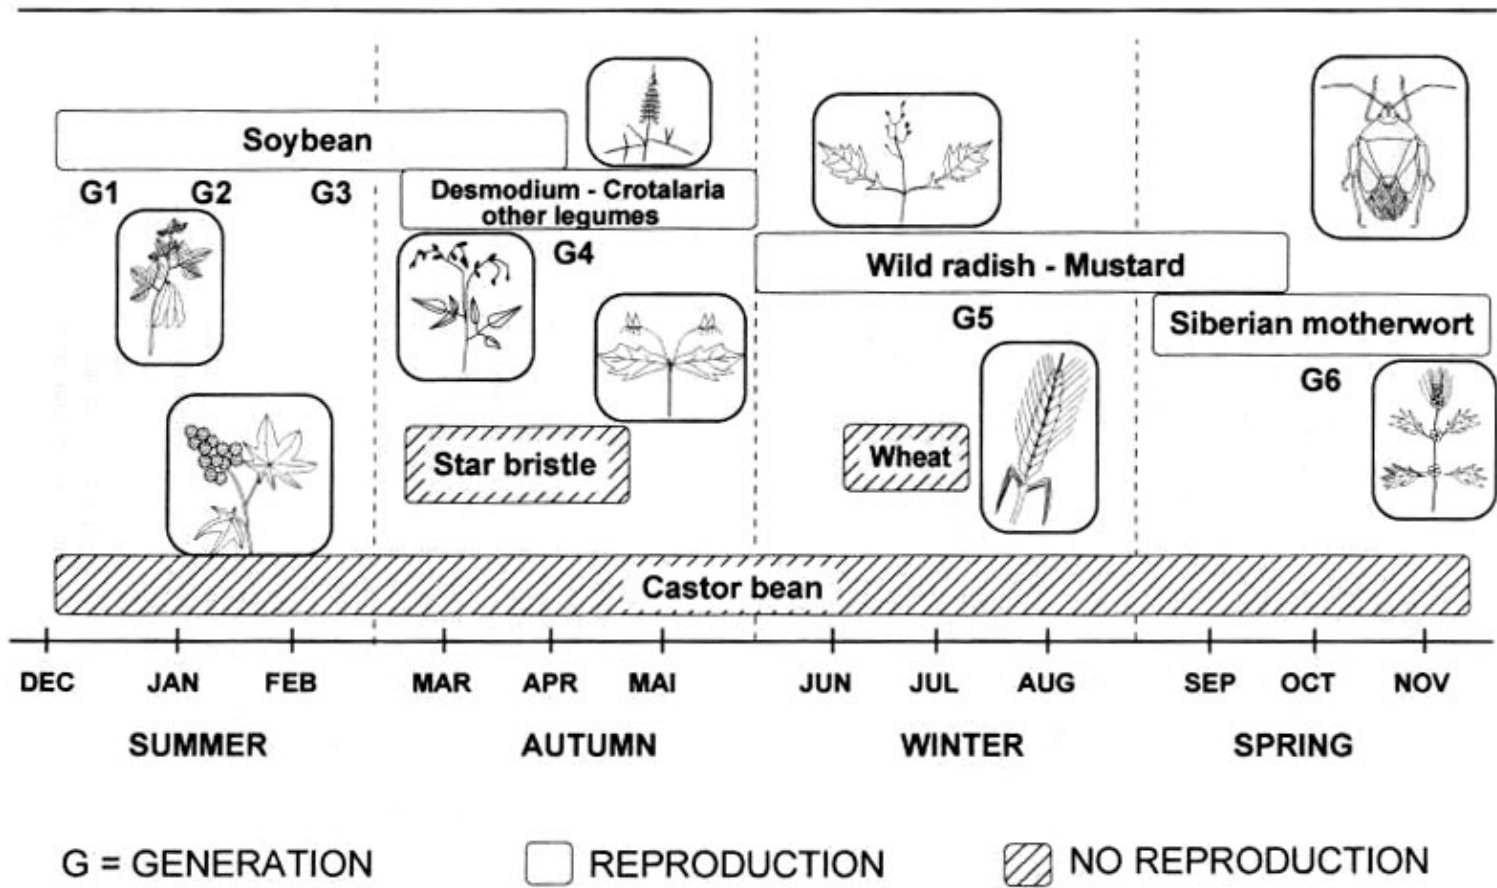 Soybean
G1 G2 G3
Desmodium - Crotalaria
other legumes
G4
Wild radish - Mustard
G5
Siberian motherwort
G6
Star bristle
Wheat
Castor bean
DEC JAN FEB MAR APR MAI JUN JUL AUG SEP OCT NOV
SUMMER AUTUMN WINTER SPRING
G = GENERATION REPRODUCTION NO REPRODUCTION